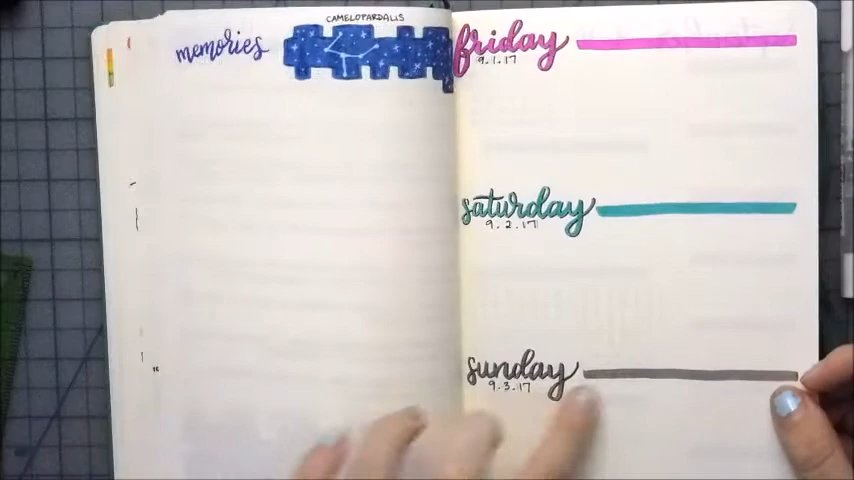 memories
CAMELOPARDALIS
friday
9.1.17
saturday
9.2.17
sunday
9.3.17